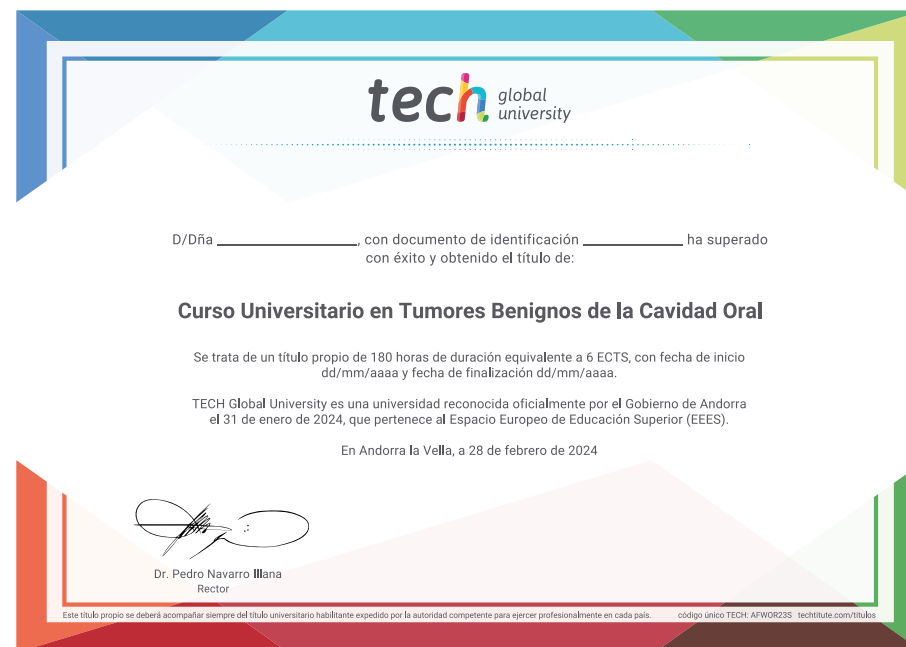 tech global university
D/Dña ____________________, con documento de identificación ______________ ha superado
con éxito y obtenido el título de:
Curso Universitario en Tumores Benignos de la Cavidad Oral
Se trata de un título propio de 180 horas de duración equivalente a 6 ECTS, con fecha de inicio
dd/mm/aaaa y fecha de finalización dd/mm/aaaa.
TECH Global University es una universidad reconocida oficialmente por el Gobierno de Andorra
el 31 de enero de 2024, que pertenece al Espacio Europeo de Educación Superior (EEES).
En Andorra la Vella, a 28 de febrero de 2024
Dr. Pedro Navarro Illana
Rector
Este título propio se deberá acompañar siempre del título universitario habilitante expedido por la autoridad competente para ejercer profesionalmente en cada país. código único TECH: AFWOR23S techtitute.com/titulos